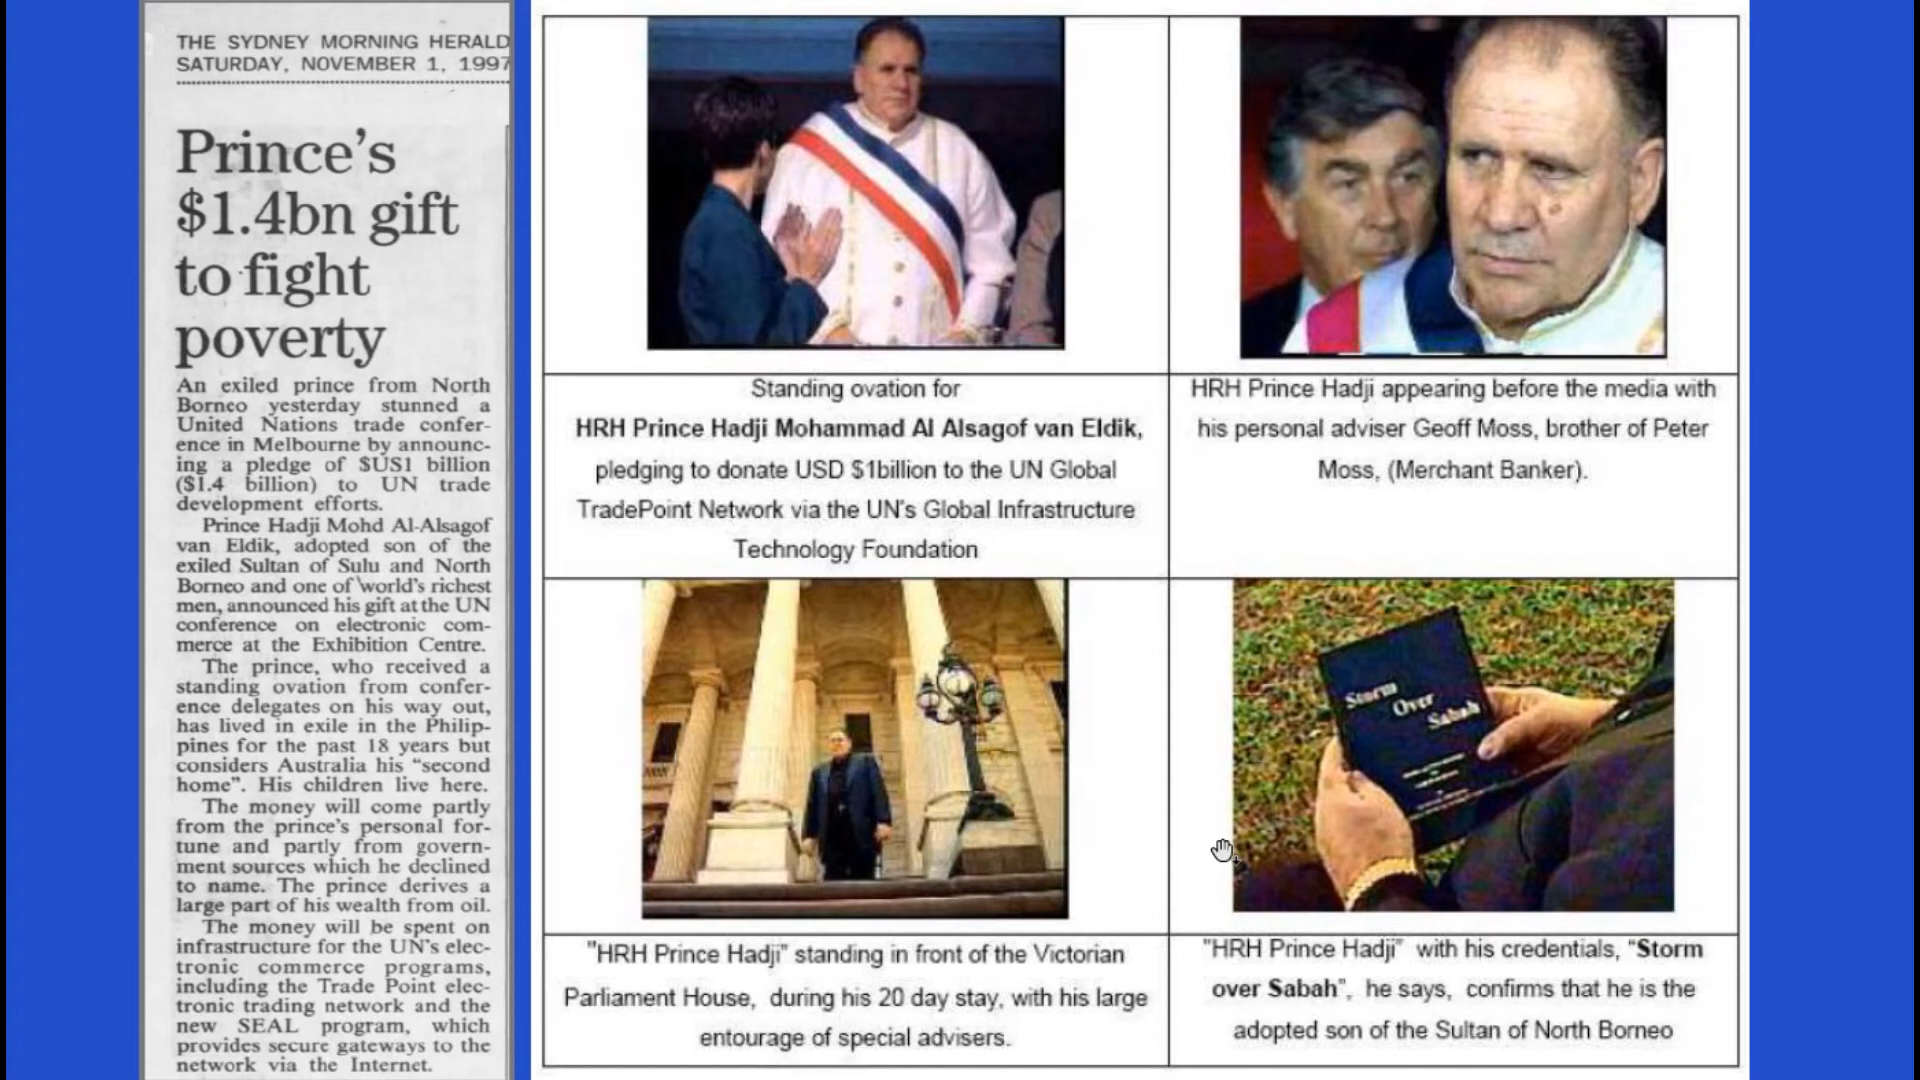 THE SYDNEY MORNING HERALD
SATURDAY, NOVEMBER 1, 1997
Prince's
$1.4bn gift
to fight
poverty
An exiled prince from North
Borneo yesterday stunned a
United Nations trade confer-
ence in Melbourne by announc-
ing a pledge of $US1 billion
($1.4 billion) to UN trade
development efforts.
Prince Hadji Mohd Al-Alsagof
van Eldik, adopted son of the
exiled Sultan of Sulu and North
Borneo and one of world's richest
men, announced his gift at the UN
conference on electronic com-
merce at the Exhibition Centre.
The prince, who received a
standing ovation from confer-
ence delegates on his way out,
has lived in exile in the Philip-
pines for the past 18 years but
considers Australia his "second
home". His children live here.
The money will come partly
from the prince's personal for-
tune and partly from govern-
ment sources which he declined
to name. The prince derives a
large part of his wealth from oil.
The money will be spent on
infrastructure for the UN's elec-
tronic commerce programs,
including the Trade Point elec-
tronic trading network and the
new SEAL program, which
provides secure gateways to the
network via the Internet.
Standing ovation for
HRH Prince Hadji Mohammad Al Alsagof van Eldik,
pledging to donate USD $1billion to the UN Global
TradePoint Network via the UN's Global Infrastructure
Technology Foundation
HRH Prince Hadji appearing before the media with
his personal adviser Geoff Moss, brother of Peter
Moss, (Merchant Banker).
Storm
Over
Sabah
"HRH Prince Hadji" standing in front of the Victorian
Parliament House, during his 20 day stay, with his large
entourage of special advisers.
"HRH Prince Hadji" with his credentials, "Storm
over Sabah", he says, confirms that he is the
adopted son of the Sultan of North Borneo